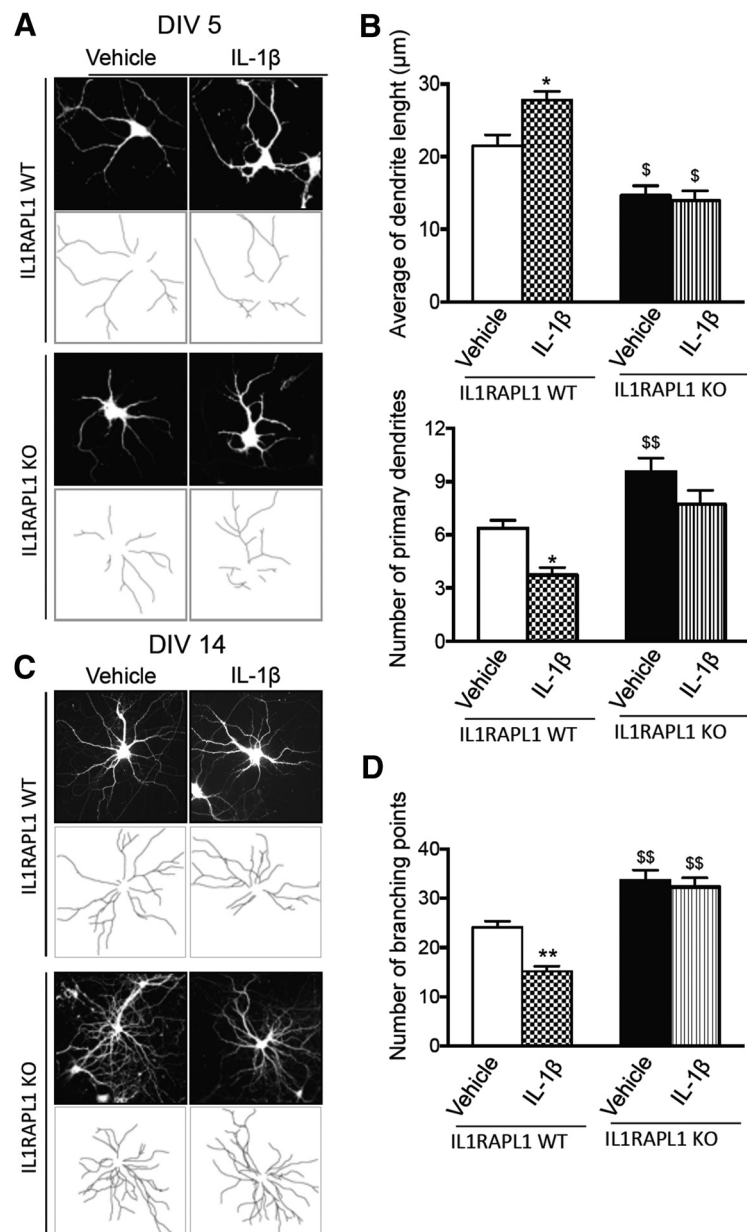 A
DIV 5
Vehicle IL-1β
IL1RAPL1 WT
IL1RAPL1 KO
B
Average of dendrite lenght (µm)
30
20
10
0
*
$ $
Vehicle IL-1β Vehicle IL-1β
IL1RAPL1 WT IL1RAPL1 KO
Number of primary dendrites
12
9
6
3
0
*
$$
Vehicle IL-1β Vehicle IL-1β
IL1RAPL1 WT IL1RAPL1 KO
C
DIV 14
Vehicle IL-1β
IL1RAPL1 WT
IL1RAPL1 KO
D
Number of branching points
40
30
20
10
0
**
$$ $$
Vehicle IL-1β Vehicle IL-1β
IL1RAPL1 WT IL1RAPL1 KO